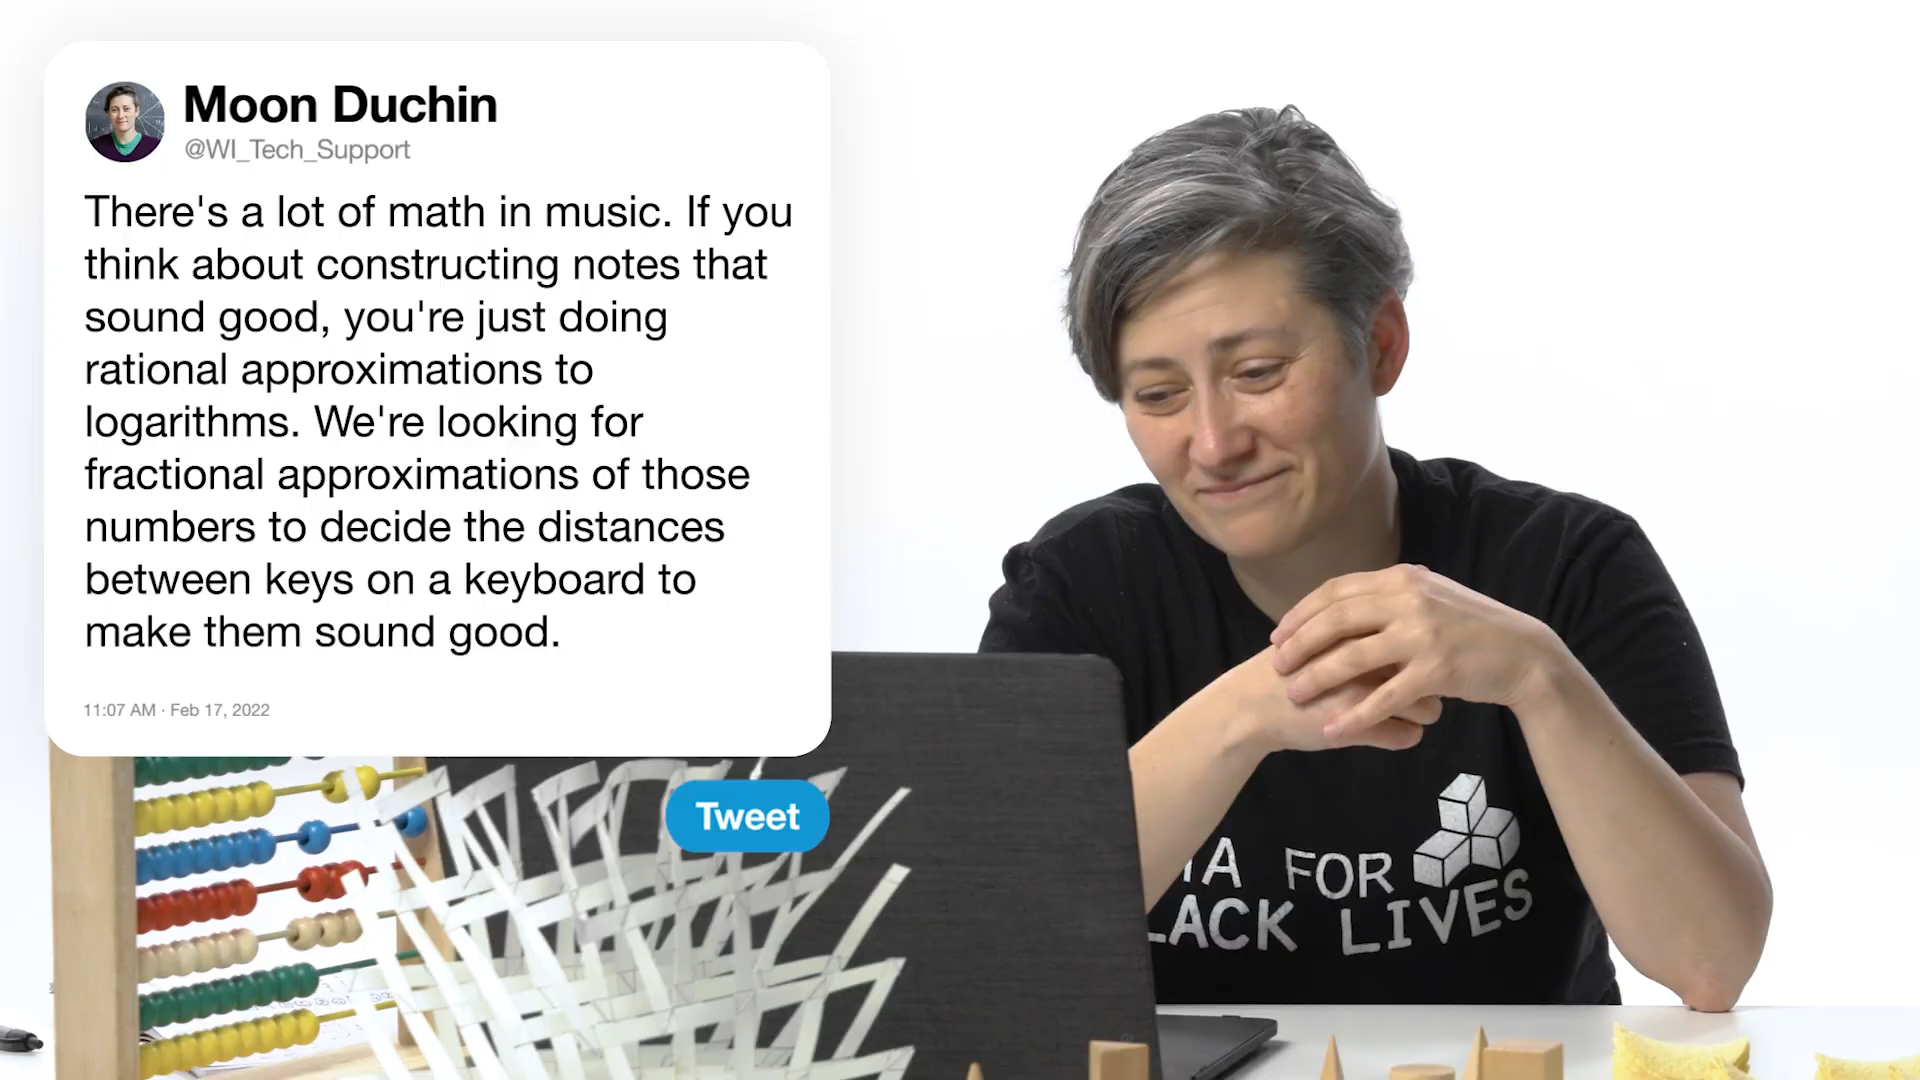 Moon Duchin
@WI_Tech_Support
There's a lot of math in music. If you
think about constructing notes that
sound good, you're just doing
rational approximations to
logarithms. We're looking for
fractional approximations of those
numbers to decide the distances
between keys on a keyboard to
make them sound good.
11:07 AM · Feb 17, 2022
Tweet
TA FOR
LACK LIVES